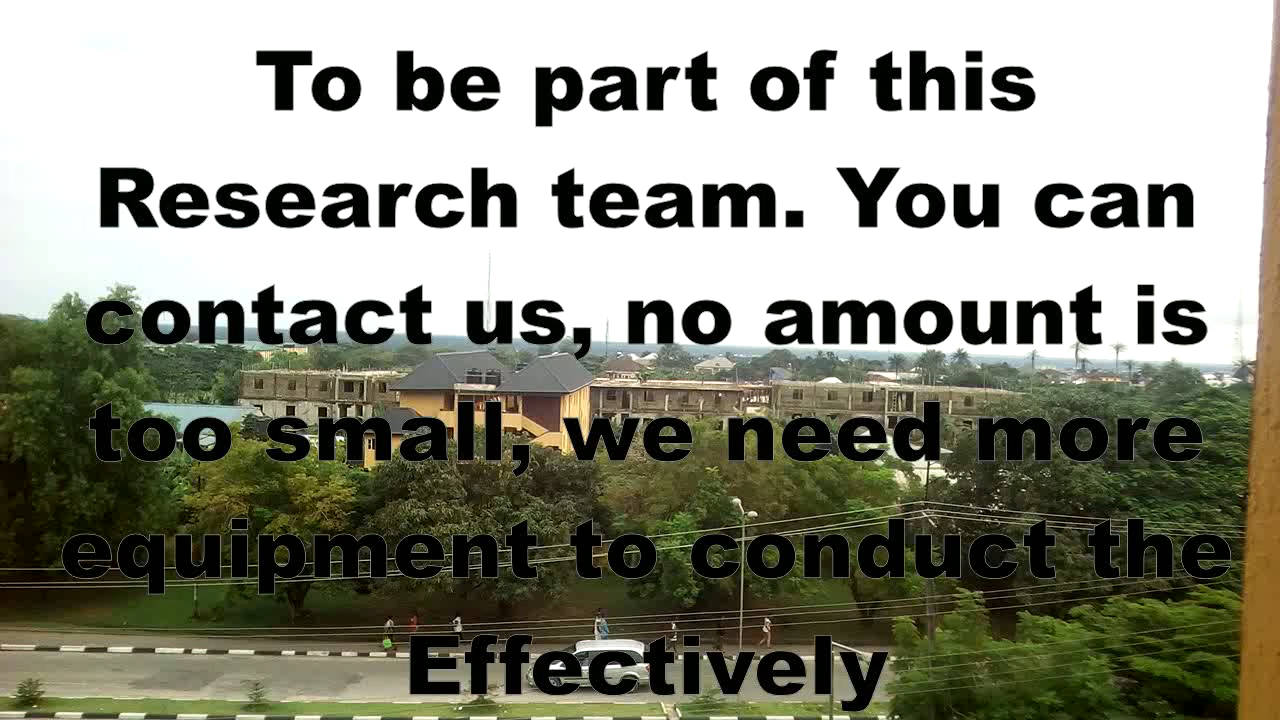 To be part of this
Research team. You can
contact us, no amount is
too small, we need more
equipment to conduct the
Effectively